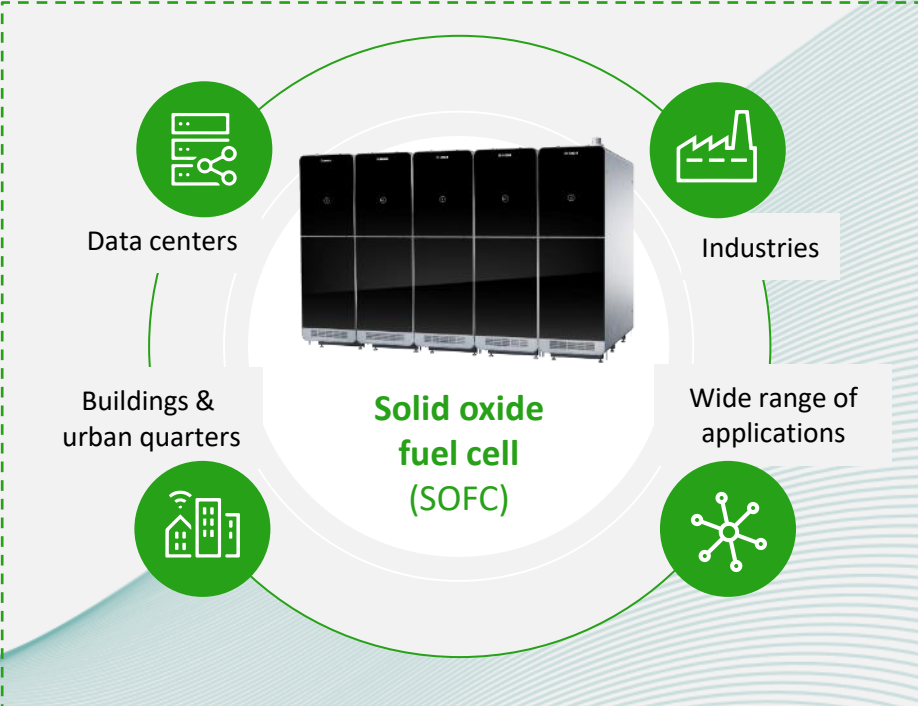 Data centers
Industries
Buildings &
urban quarters
Solid oxide
fuel cell
(SOFC)
Wide range of
applications